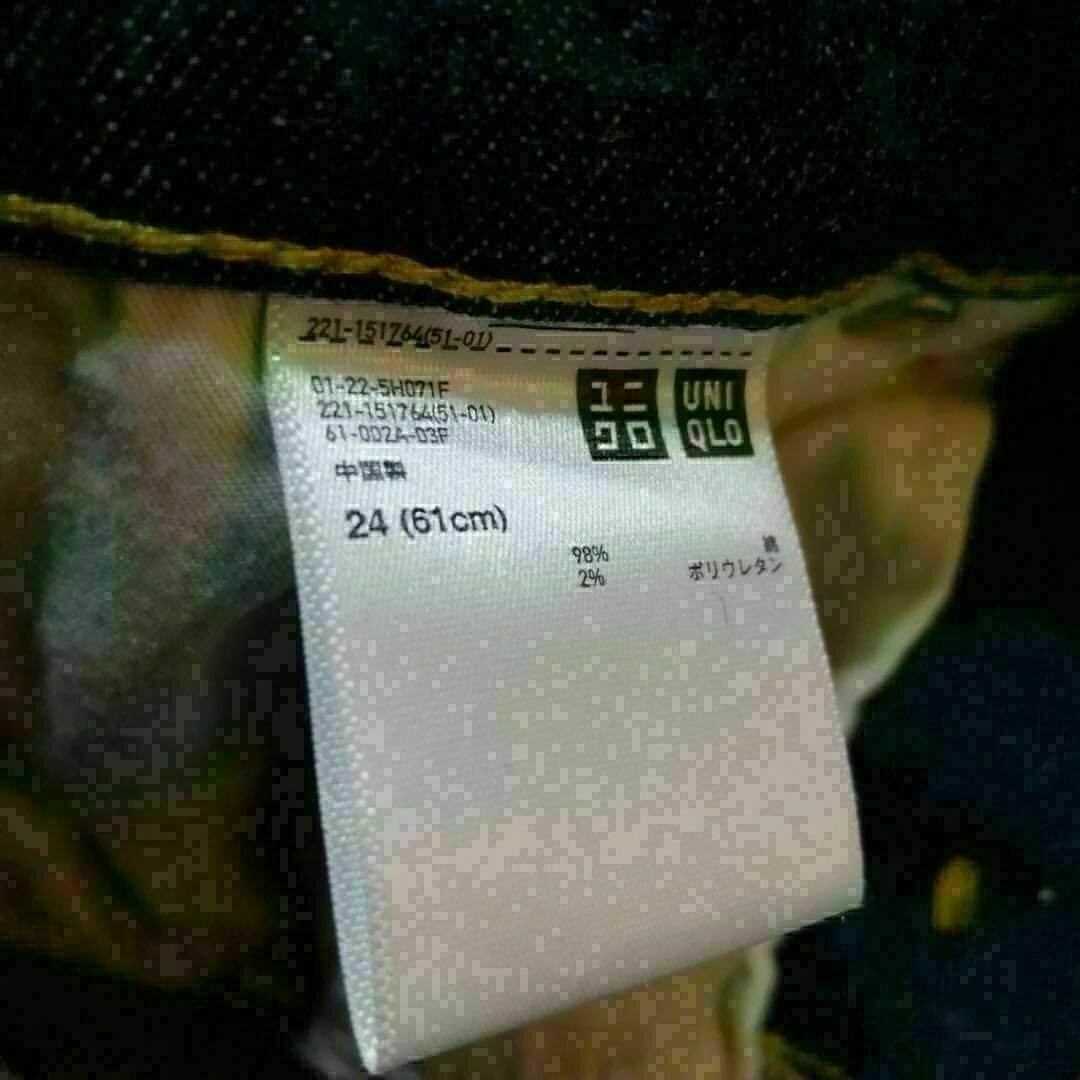 221-151764(51-01)
01-22-5H071F
221-151764(51-01)
61-002A-03F
中国製
24 (61cm)
ユニ
クロ
UNI
QLO
98% 綿
2% ポリウレタン